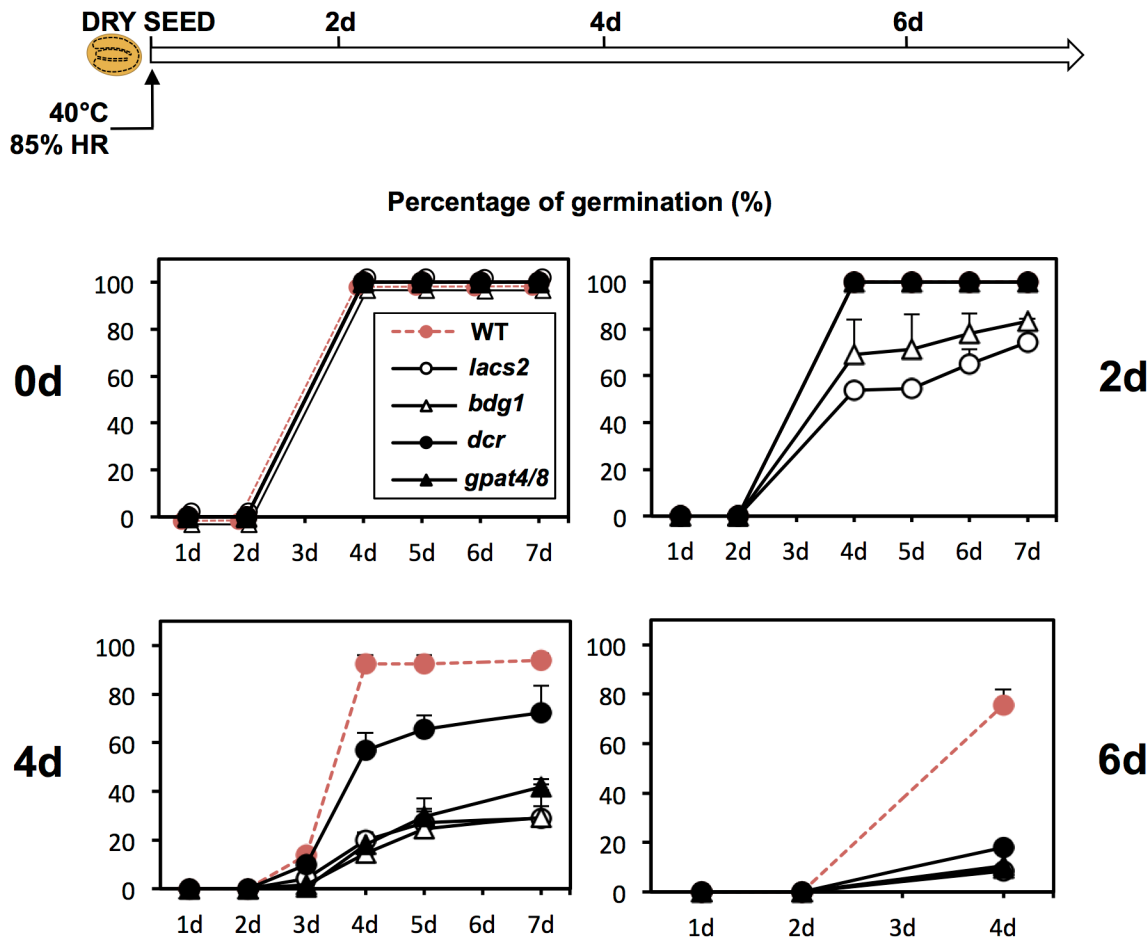 DRY SEED 2d 4d 6d
40°C
85% HR
Percentage of germination (%)
0d
100
80
60
40
20
0
1d 2d 3d 4d 5d 6d 7d
WT
lacs2
bdg1
dcr
gpat4/8
2d
100
80
60
40
20
0
1d 2d 3d 4d 5d 6d 7d
4d
100
80
60
40
20
0
1d 2d 3d 4d 5d 6d 7d
6d
100
80
60
40
20
0
1d 2d 3d 4d